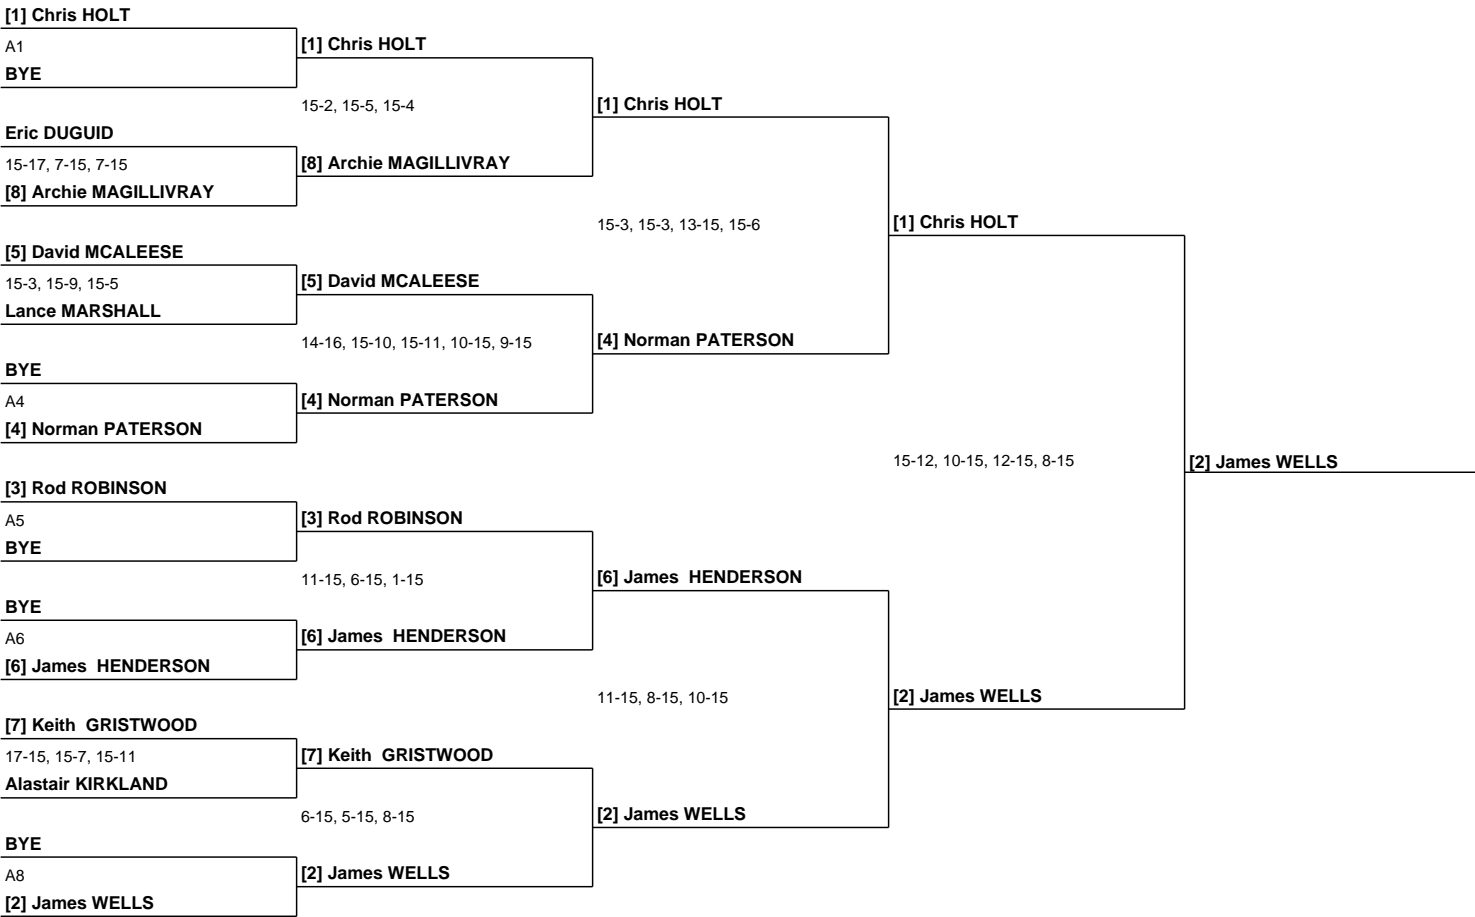 [1] Chris HOLT
A1
BYE
Eric DUGUID
15-17, 7-15, 7-15
[8] Archie MAGILLIVRAY
[5] David MCALEESE
15-3, 15-9, 15-5
Lance MARSHALL
BYE
A4
[4] Norman PATERSON
[3] Rod ROBINSON
A5
BYE
BYE
A6
[6] James  HENDERSON
[7] Keith  GRISTWOOD
17-15, 15-7, 15-11
Alastair KIRKLAND
BYE
A8
[2] James WELLS
[1] Chris HOLT
15-2, 15-5, 15-4
[8] Archie MAGILLIVRAY
[5] David MCALEESE
14-16, 15-10, 15-11, 10-15, 9-15
[4] Norman PATERSON
[3] Rod ROBINSON
11-15, 6-15, 1-15
[6] James  HENDERSON
[7] Keith  GRISTWOOD
6-15, 5-15, 8-15
[2] James WELLS
[1] Chris HOLT
15-3, 15-3, 13-15, 15-6
[4] Norman PATERSON
[6] James  HENDERSON
11-15, 8-15, 10-15
[2] James WELLS
[1] Chris HOLT
15-12, 10-15, 12-15, 8-15
[2] James WELLS
[2] James WELLS